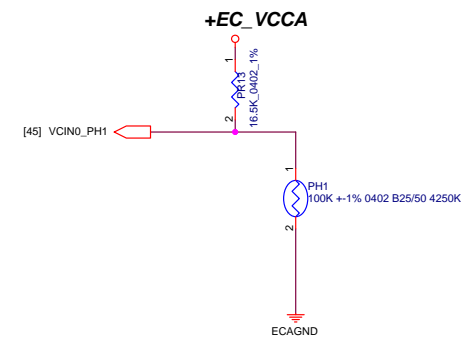 +EC_VCCA
1
PR13
16.5K_0402_1%
2
[45] VCIN0_PH1
1
PH1
100K +-1% 0402 B25/50 4250K
2
ECAGND